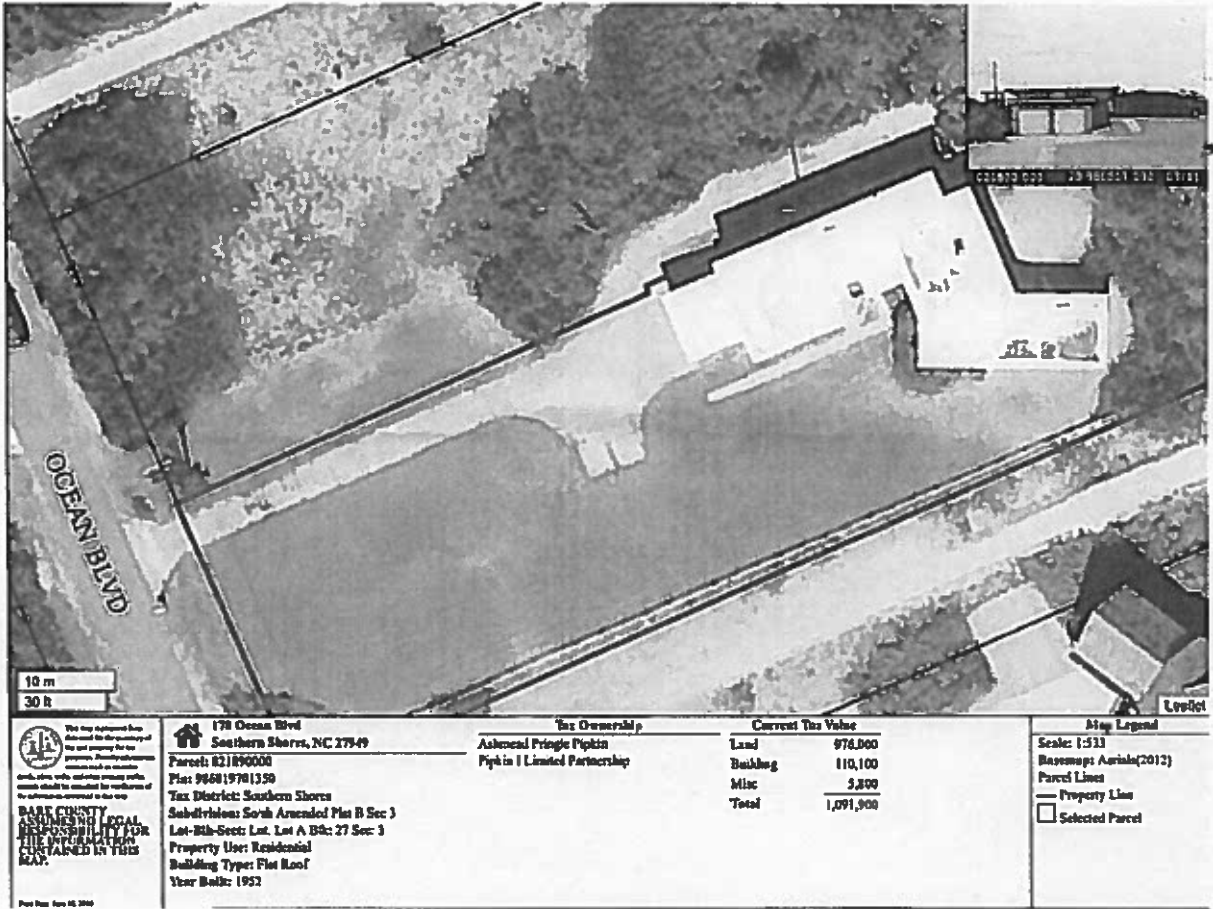 OCEAN BLVD
10 m
30 ft
Leaflet
DARE COUNTY
ASSUMES NO LEGAL
RESPONSIBILITY FOR
THE INFORMATION
CONTAINED IN THIS
MAP.
178 Ocean Blvd
Southern Shores, NC 27949
Parcel: 021890000
Pin: 986819701350
Tax District: Southern Shores
Subdivision: So/sh Amended Plat B Sec 3
Lot-Blk-Sect: Lot. Lot A Blk: 27 Sec: 3
Property Use: Residential
Building Type: Flat Roof
Year Built: 1952
Tax Ownership
Pringle Pipkin
Pipkin I Limited Partnership
Current Tax Value
Land 976,000
Building 110,100
Misc 5,800
Total 1,091,900
Map Legend
Scale: 1:533
Basemap: Aerials(2012)
Parcel Lines
Property Line
Selected Parcel